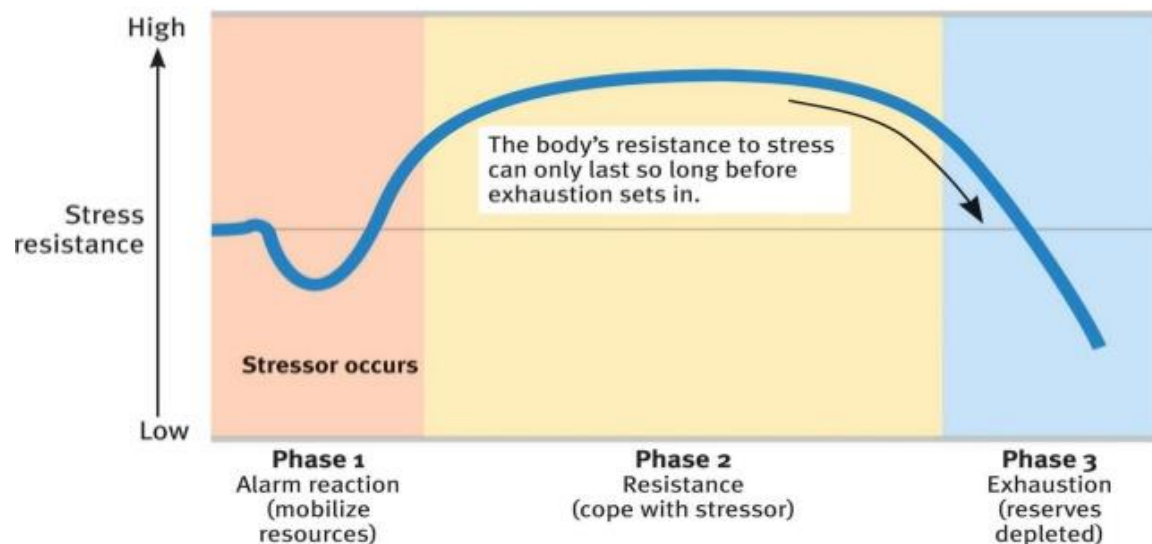 High
Stress
resistance
Low
The body's resistance to stress
can only last so long before
exhaustion sets in.
Stressor occurs
Phase 1
Alarm reaction
(mobilize
resources)
Phase 2
Resistance
(cope with stressor)
Phase 3
Exhaustion
(reserves
depleted)